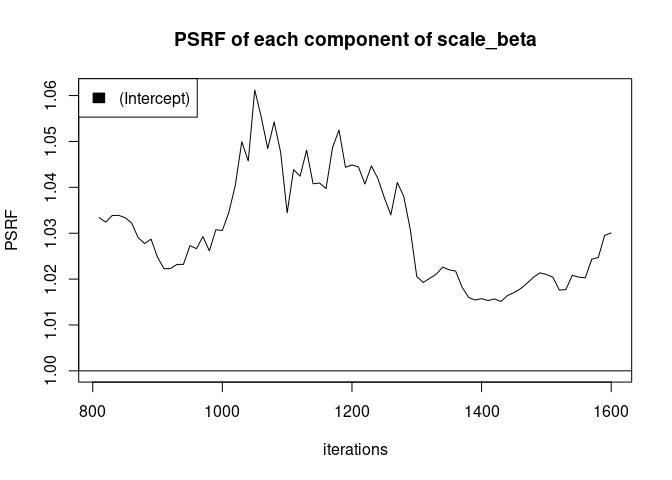 PSRF of each component of scale_beta
(Intercept)
PSRF
1.06
1.05
1.04
1.03
1.02
1.01
1.00
800 1000 1200 1400 1600
iterations